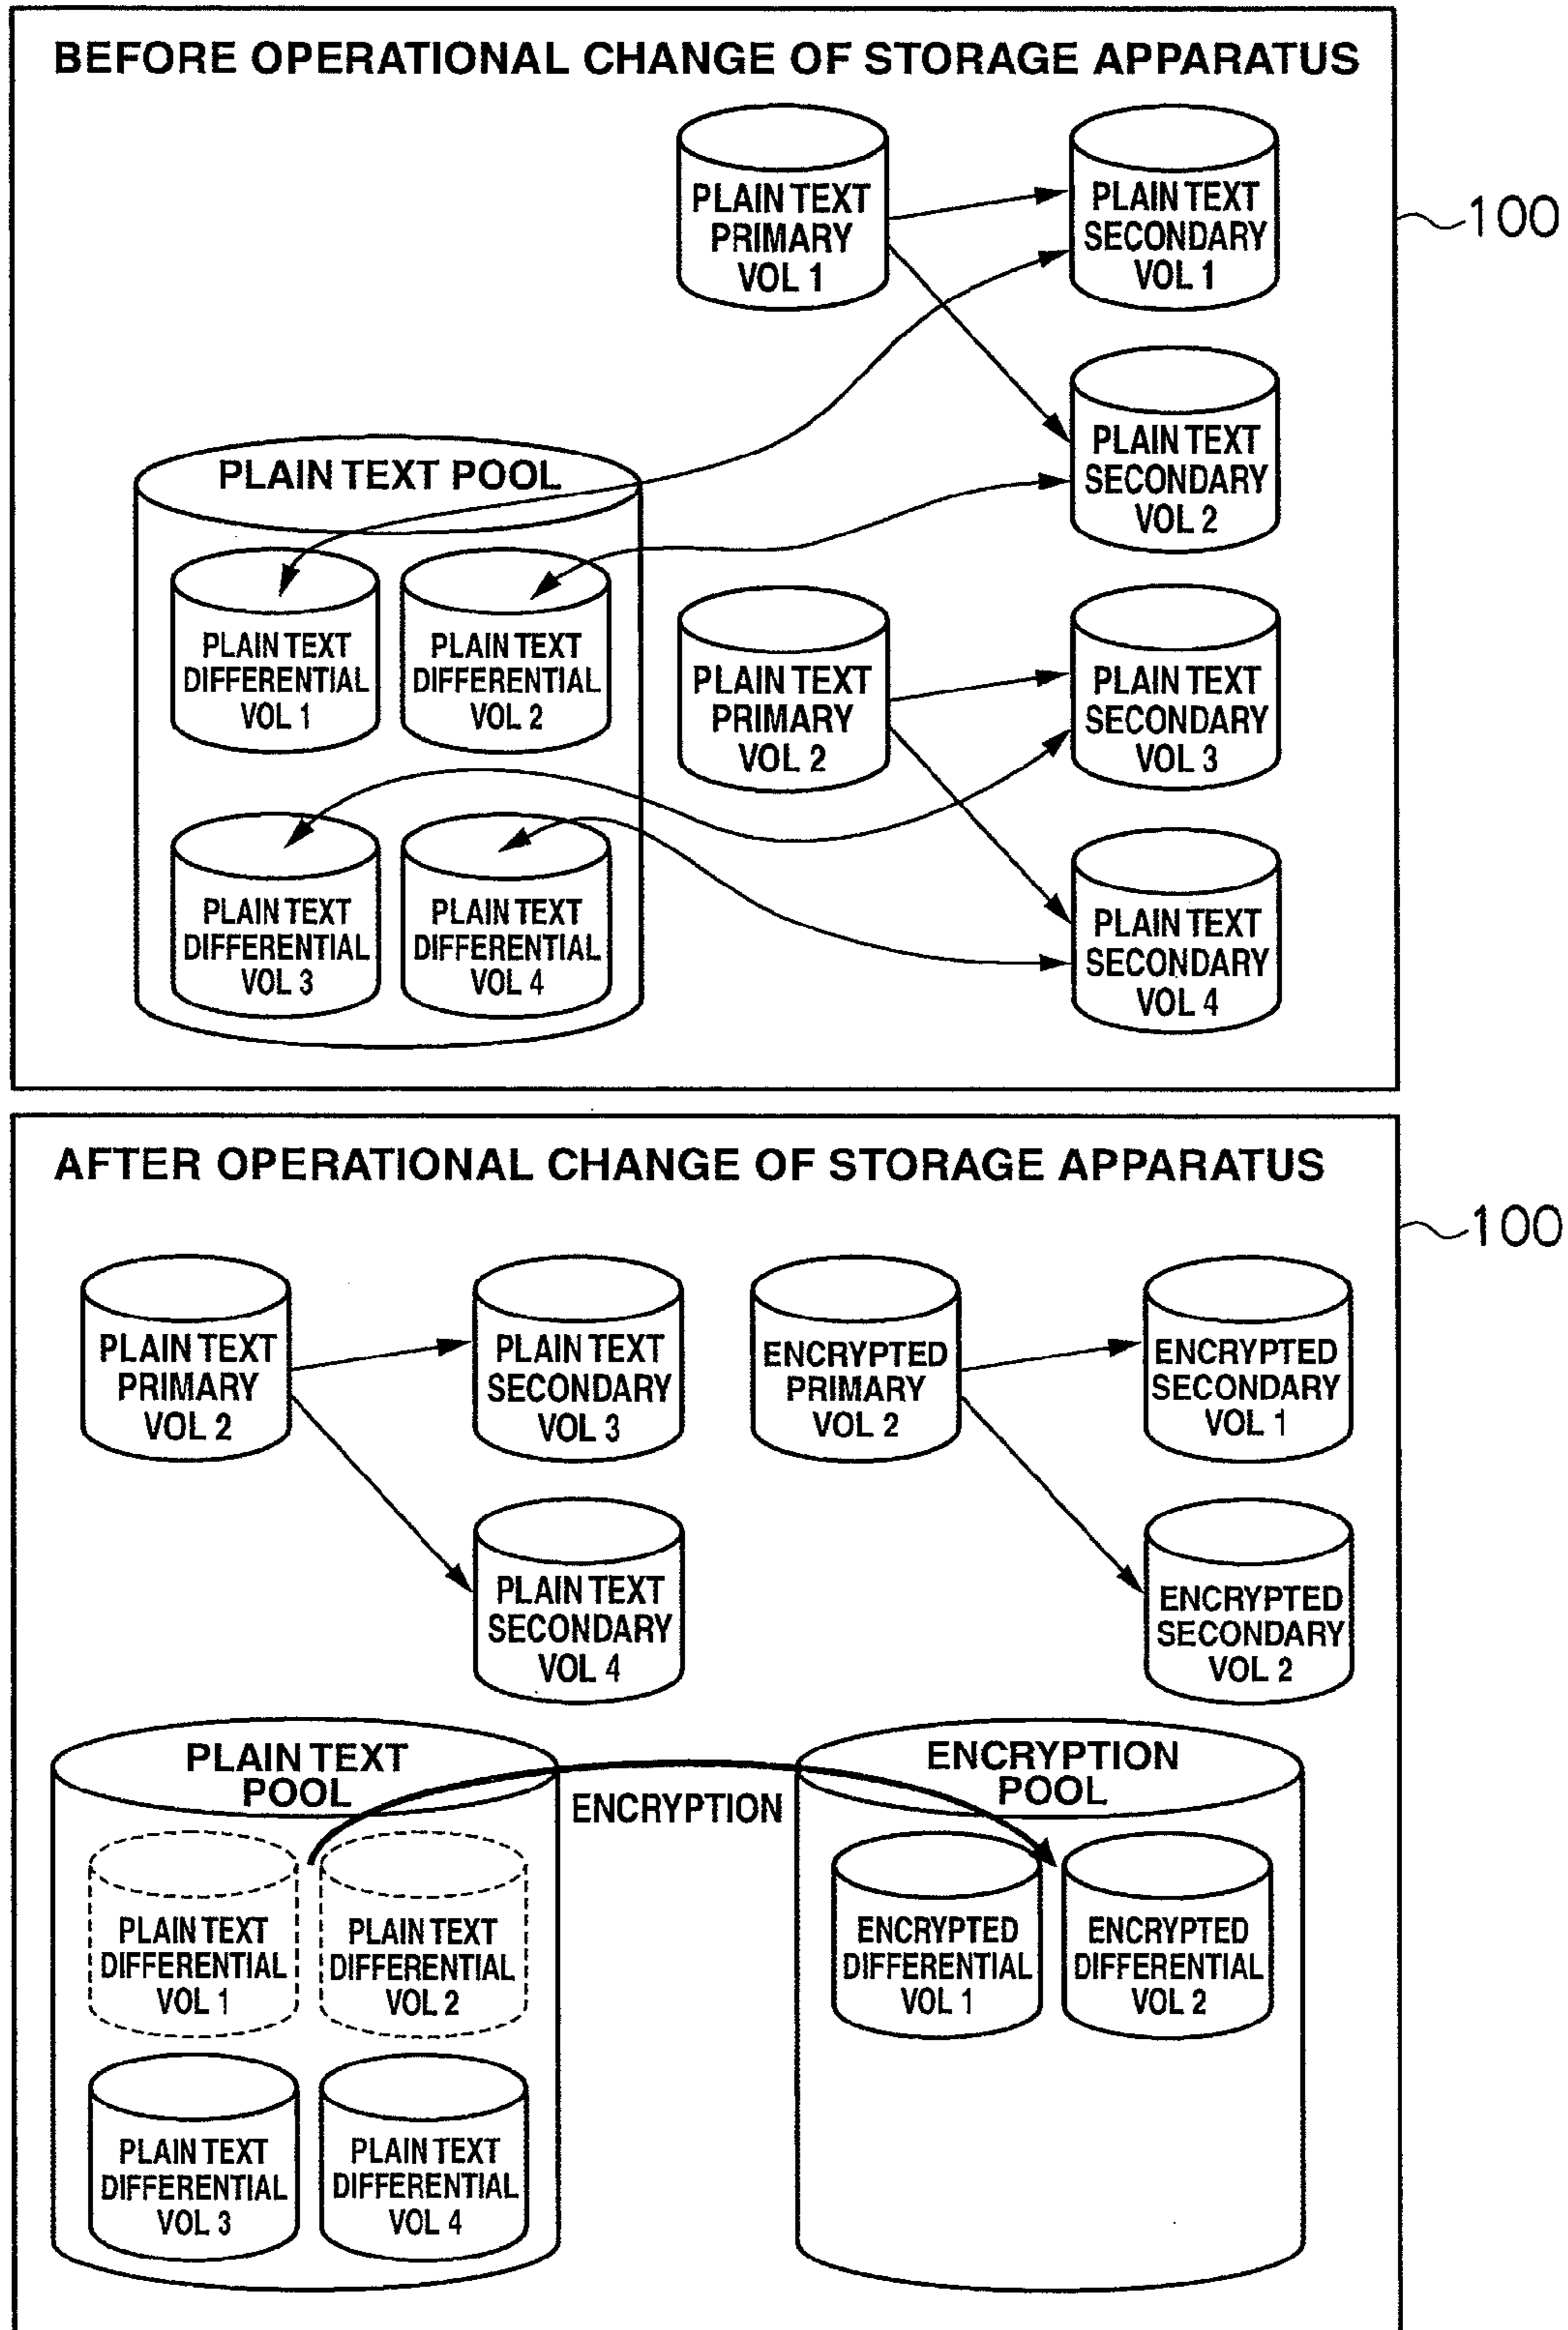 BEFORE OPERATIONAL CHANGE OF STORAGE APPARATUS
PLAIN TEXT
PRIMARY
VOL 1
PLAIN TEXT
SECONDARY
VOL 1
100
PLAIN TEXT
SECONDARY
VOL 2
PLAIN TEXT POOL
PLAIN TEXT
DIFFERENTIAL
VOL 1
PLAIN TEXT
DIFFERENTIAL
VOL 2
PLAIN TEXT
PRIMARY
VOL 2
PLAIN TEXT
SECONDARY
VOL 3
PLAIN TEXT
DIFFERENTIAL
VOL 3
PLAIN TEXT
DIFFERENTIAL
VOL 4
PLAIN TEXT
SECONDARY
VOL 4
AFTER OPERATIONAL CHANGE OF STORAGE APPARATUS
100
PLAIN TEXT
PRIMARY
VOL 2
PLAIN TEXT
SECONDARY
VOL 3
ENCRYPTED
PRIMARY
VOL 2
ENCRYPTED
SECONDARY
VOL 1
PLAIN TEXT
SECONDARY
VOL 4
ENCRYPTED
SECONDARY
VOL 2
PLAIN TEXT
POOL
ENCRYPTION
ENCRYPTION
POOL
PLAIN TEXT
DIFFERENTIAL
VOL 1
PLAIN TEXT
DIFFERENTIAL
VOL 2
ENCRYPTED
DIFFERENTIAL
VOL 1
ENCRYPTED
DIFFERENTIAL
VOL 2
PLAIN TEXT
DIFFERENTIAL
VOL 3
PLAIN TEXT
DIFFERENTIAL
VOL 4